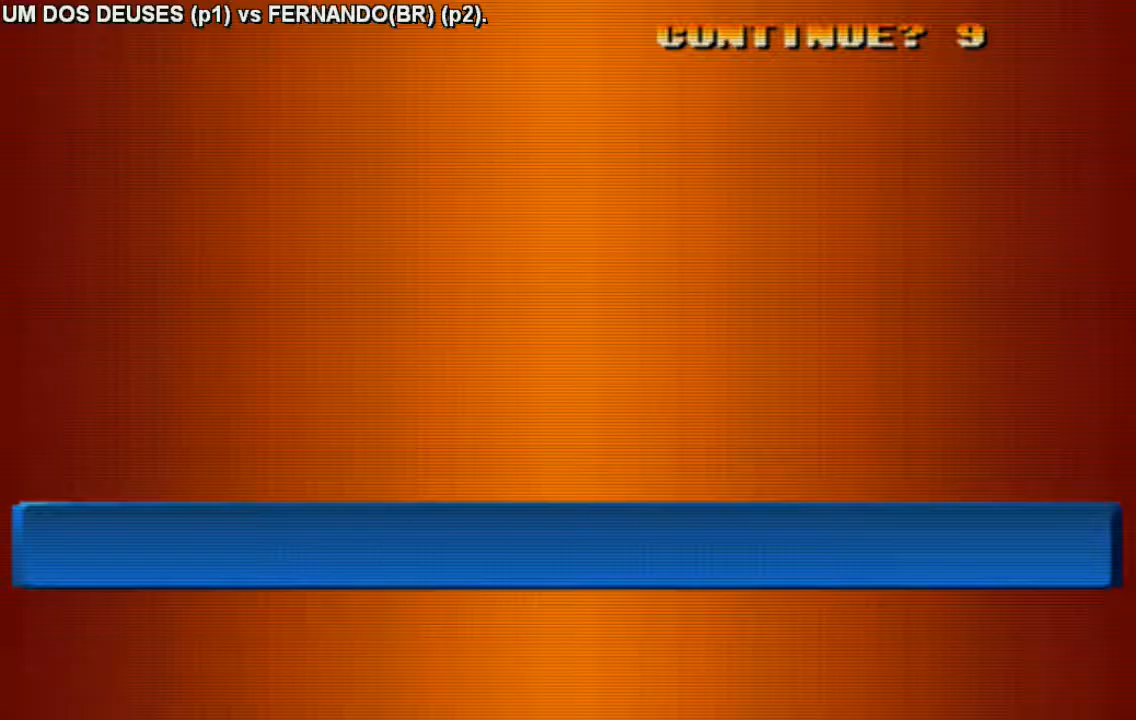 UM DOS DEUSES (p1) vs FERNANDO(BR) (p2).
CONTINUE? 9